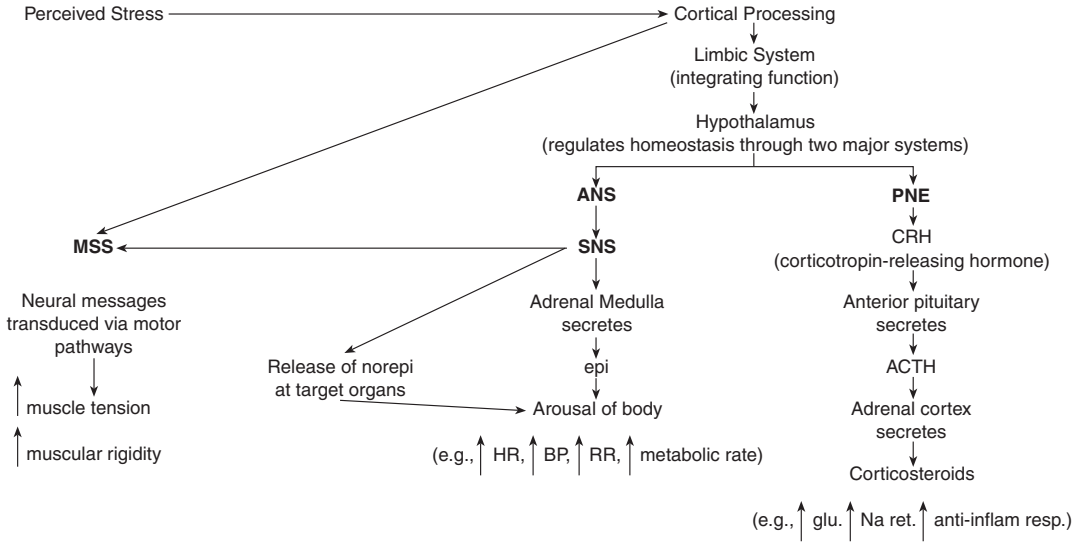 Perceived Stress
Cortical Processing
Limbic System
(integrating function)
Hypothalamus
(regulates homeostasis through two major systems)
ANS
PNE
MSS
SNS
CRH
(corticotropin-releasing hormone)
Neural messages
transduced via motor
pathways
Adrenal Medulla
secretes
Anterior pituitary
secretes
Release of norepi
at target organs
epi
ACTH
muscle tension
Arousal of body
Adrenal cortex
secretes
muscular rigidity
(e.g., ↑ HR, ↑ BP, ↑ RR, ↑ metabolic rate)
Corticosteroids
(e.g., ↑ glu. ↑ Na ret. ↑ anti-inflam resp.)